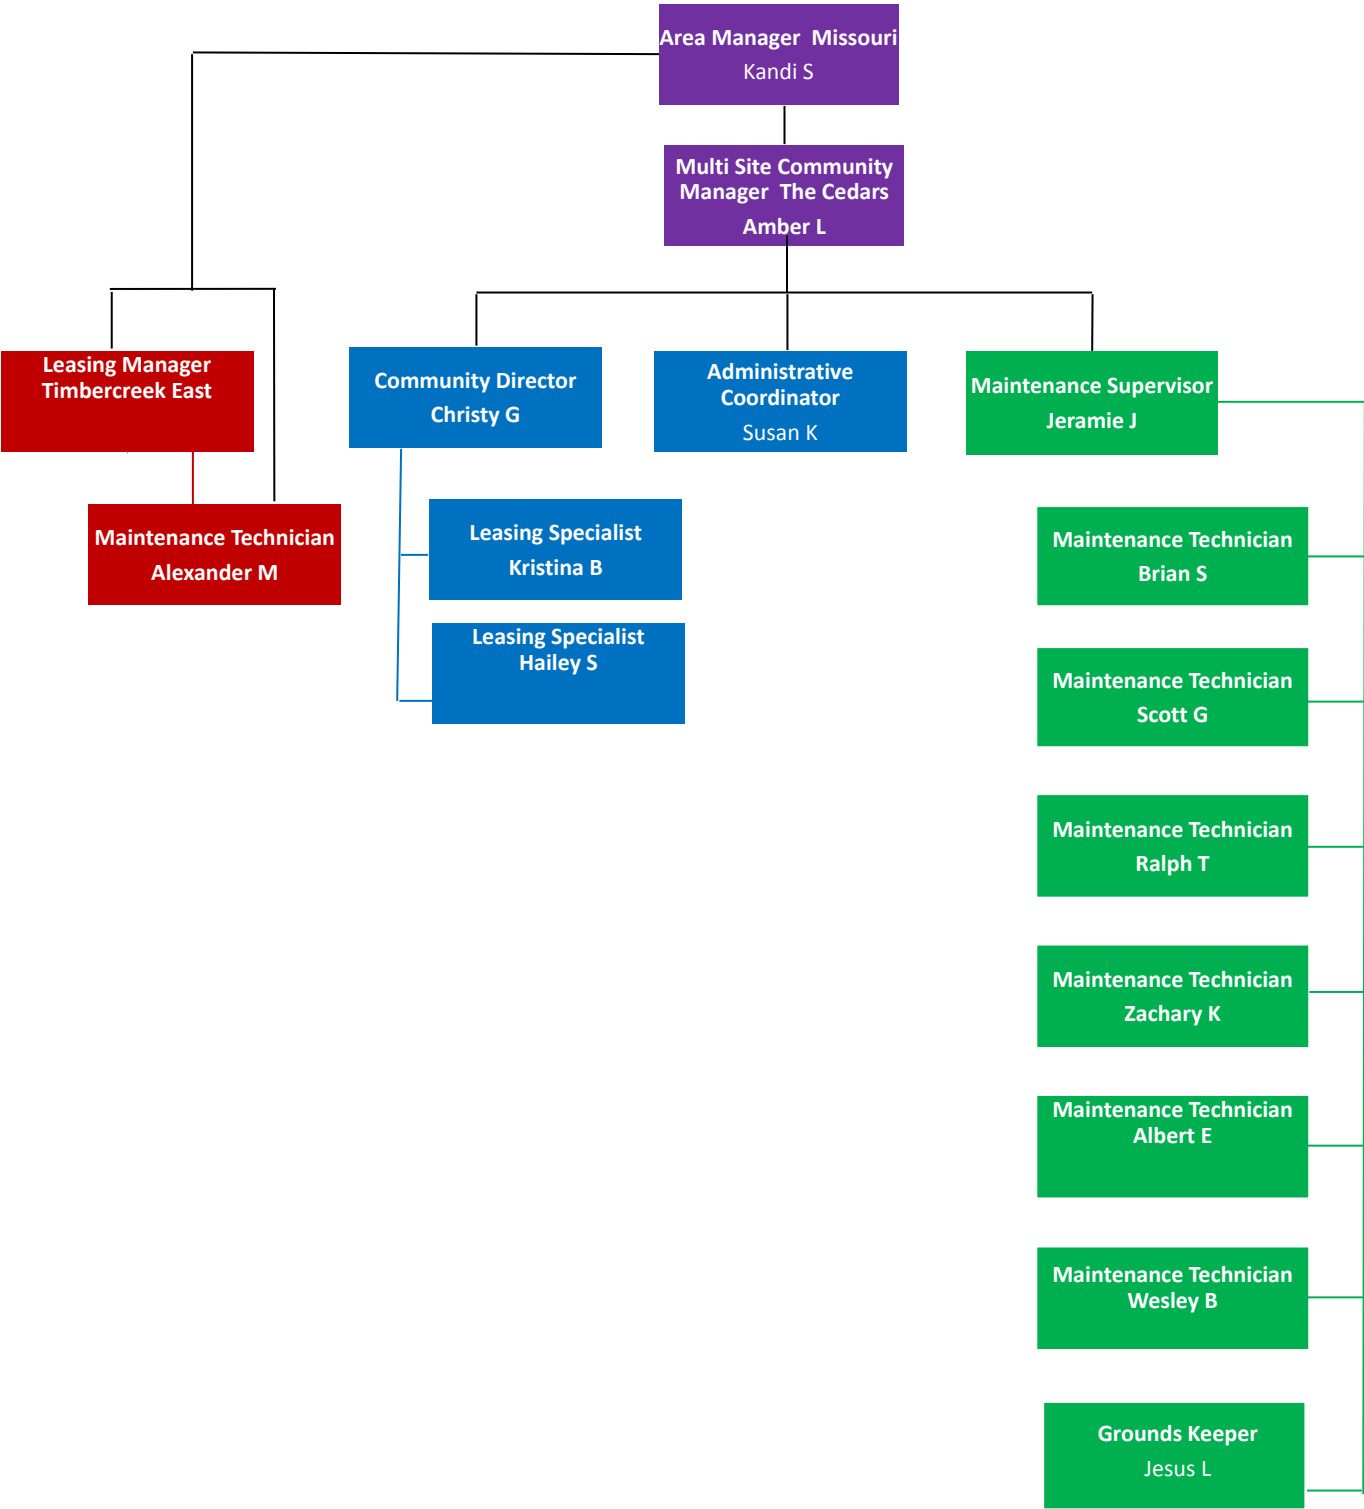 Area Manager  Missouri
Kandi S
Multi Site Community
Manager  The Cedars
Amber L
Leasing Manager
Timbercreek East
Community Director
Christy G
Administrative
Coordinator
Susan K
Maintenance Supervisor
Jeramie J
Maintenance Technician
Alexander M
Leasing Specialist
Kristina B
Leasing Specialist
Hailey S
Maintenance Technician
Brian S
Maintenance Technician
Scott G
Maintenance Technician
Ralph T
Maintenance Technician
Zachary K
Maintenance Technician
Albert E
Maintenance Technician
Wesley B
Grounds Keeper
Jesus L